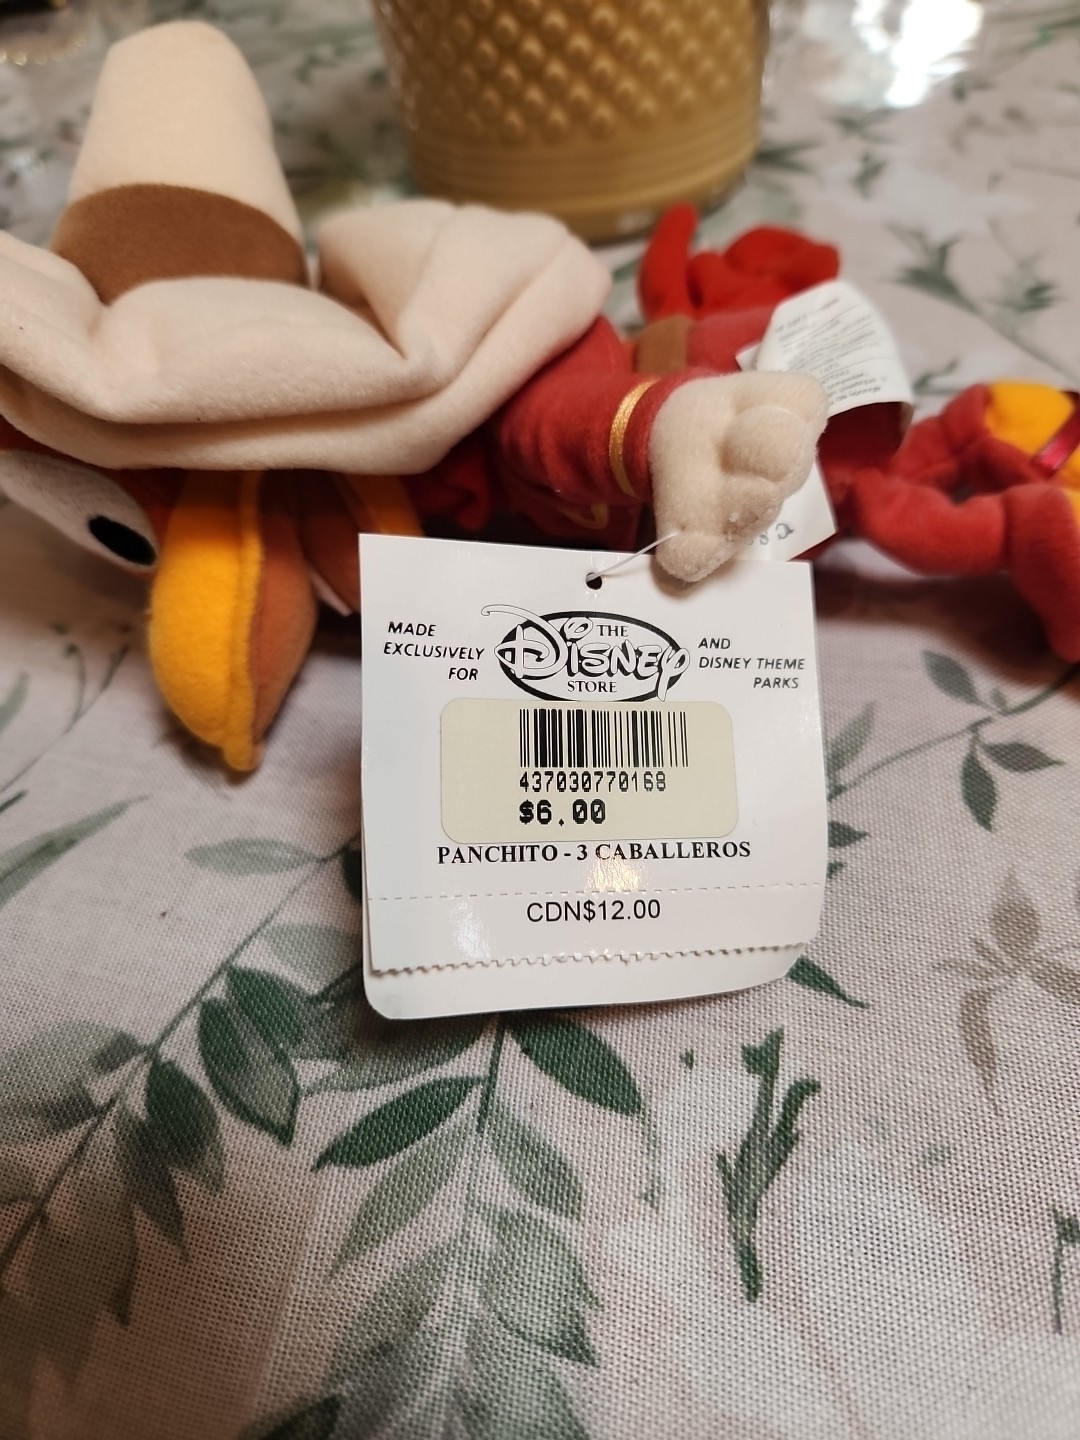 MADE
EXCLUSIVELY
FOR
THE
DISNEY
STORE
AND
DISNEY THEME
PARKS
437030770168
$6.00
PANCHITO - 3 CABALLEROS
CDN$12.00